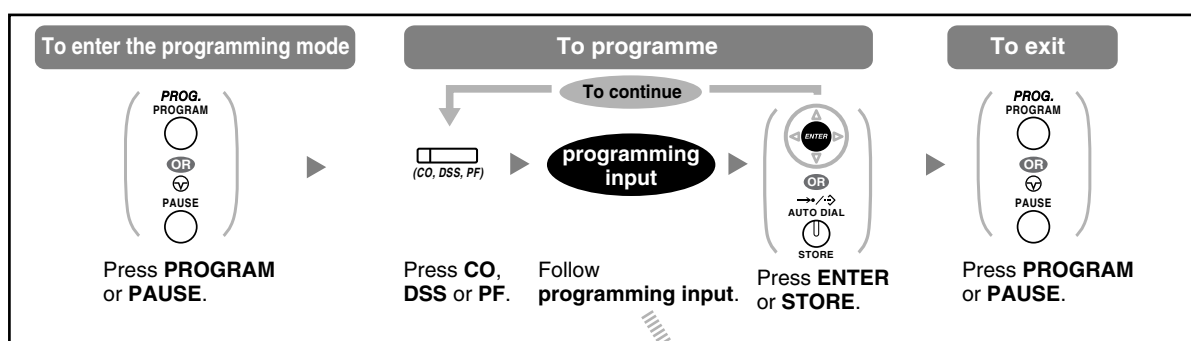 To enter the programming mode
To programme
To exit
PROG.
PROGRAM
OR
PAUSE
Press PROGRAM
or PAUSE.
To continue
(CO, DSS, PF)
Press CO,
DSS or PF.
programming
input
Follow
programming input.
ENTER
OR
AUTO DIAL
STORE
Press ENTER
or STORE.
PROG.
PROGRAM
OR
PAUSE
Press PROGRAM
or PAUSE.